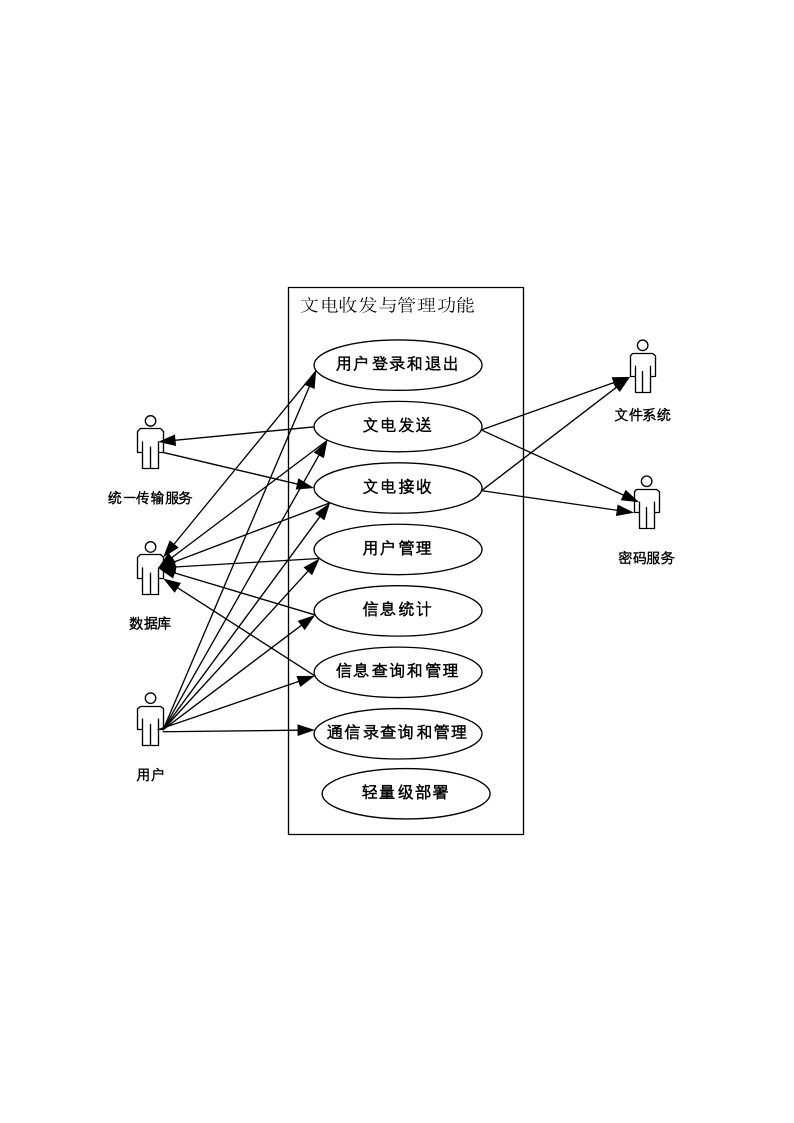 文电收发与管理功能
用户登录和退出
文电发送
文电接收
用户管理
信息统计
信息查询和管理
通信录查询和管理
轻量级部署
统一传输服务
数据库
用户
文件系统
密码服务